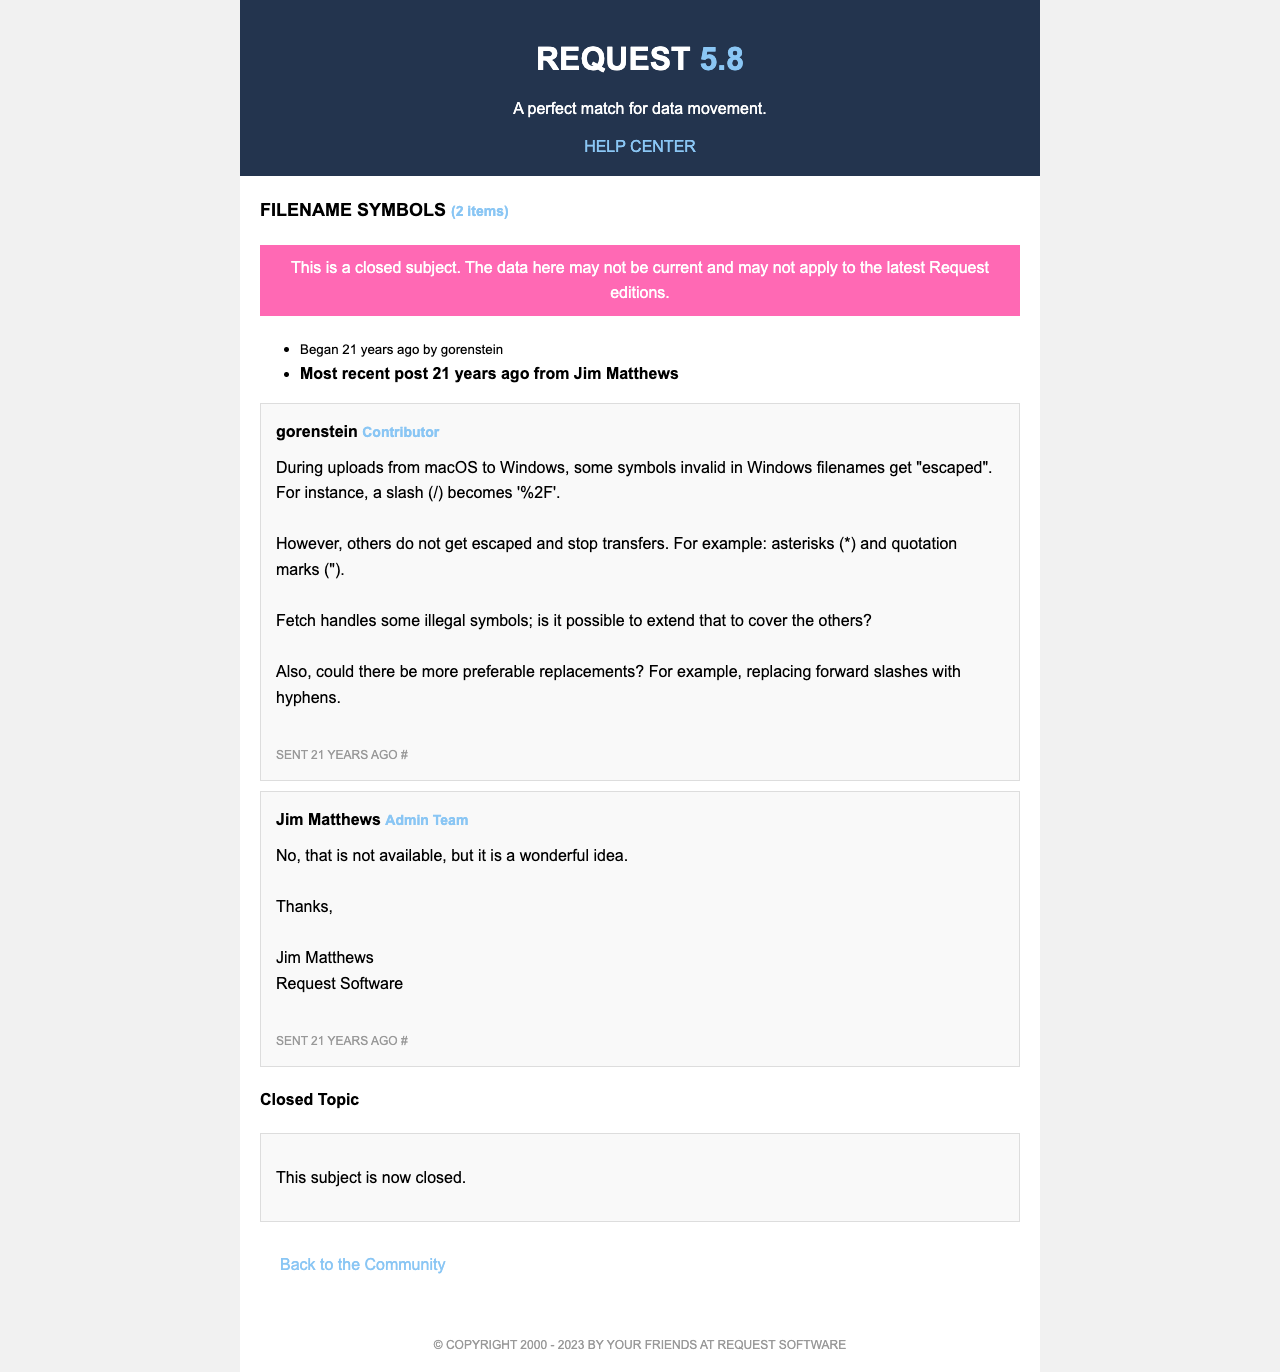 REQUEST 5.8
A perfect match for data movement.
HELP CENTER
FILENAME SYMBOLS (2 items)
This is a closed subject. The data here may not be current and may not apply to the latest Request
editions.
• Began 21 years ago by gorenstein
• Most recent post 21 years ago from Jim Matthews
gorenstein Contributor
During uploads from macOS to Windows, some symbols invalid in Windows filenames get "escaped".
For instance, a slash (/) becomes '%2F'.
However, others do not get escaped and stop transfers. For example: asterisks (*) and quotation
marks (").
Fetch handles some illegal symbols; is it possible to extend that to cover the others?
Also, could there be more preferable replacements? For example, replacing forward slashes with
hyphens.
SENT 21 YEARS AGO #
Jim Matthews Admin Team
No, that is not available, but it is a wonderful idea.
Thanks,
Jim Matthews
Request Software
SENT 21 YEARS AGO #
Closed Topic
This subject is now closed.
Back to the Community
© COPYRIGHT 2000 - 2023 BY YOUR FRIENDS AT REQUEST SOFTWARE